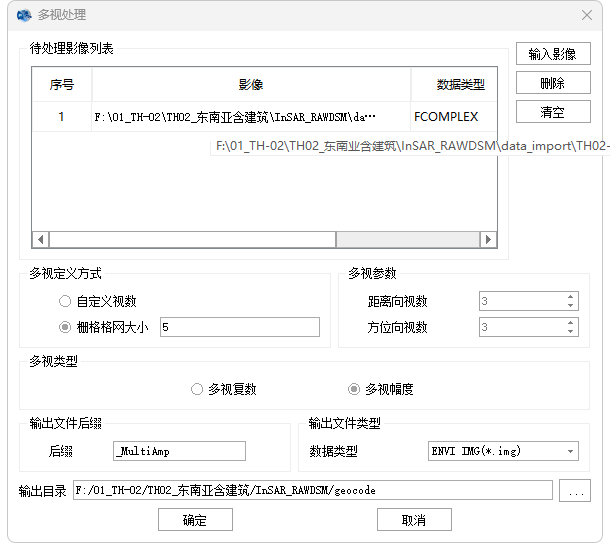 多视处理
待处理影像列表
序号 影像 数据类型
1 F:\01_TH-02\TH02_东南亚含建筑\InSAR_RAWDSM\da… FCOMPLEX
F:\01_TH-02\TH02_东南亚含建筑\InSAR_RAWDSM\data_import\TH02-
输入影像
删除
清空
多视定义方式
自定义视数
栅格格网大小 5
多视参数
距离向视数 3
方位向视数 3
多视类型
多视复数 多视幅度
输出文件后缀
后缀 _MultiAmp
输出文件类型
数据类型 ENVI IMG(*.img)
输出目录 F:/01_TH-02/TH02_东南亚含建筑/InSAR_RAWDSM/geocode ...
确定 取消